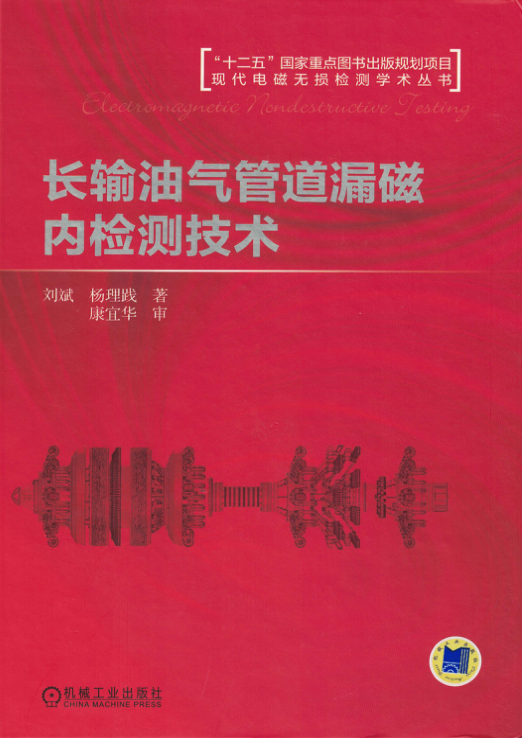 “十二五”国家重点图书出版规划项目
现代电磁无损检测学术丛书
Electromagnetic Nondestructive Testing
长输油气管道漏磁
内检测技术
刘斌 杨理践 著
康宜华 审
机械工业出版社
CHINA MACHINE PRESS